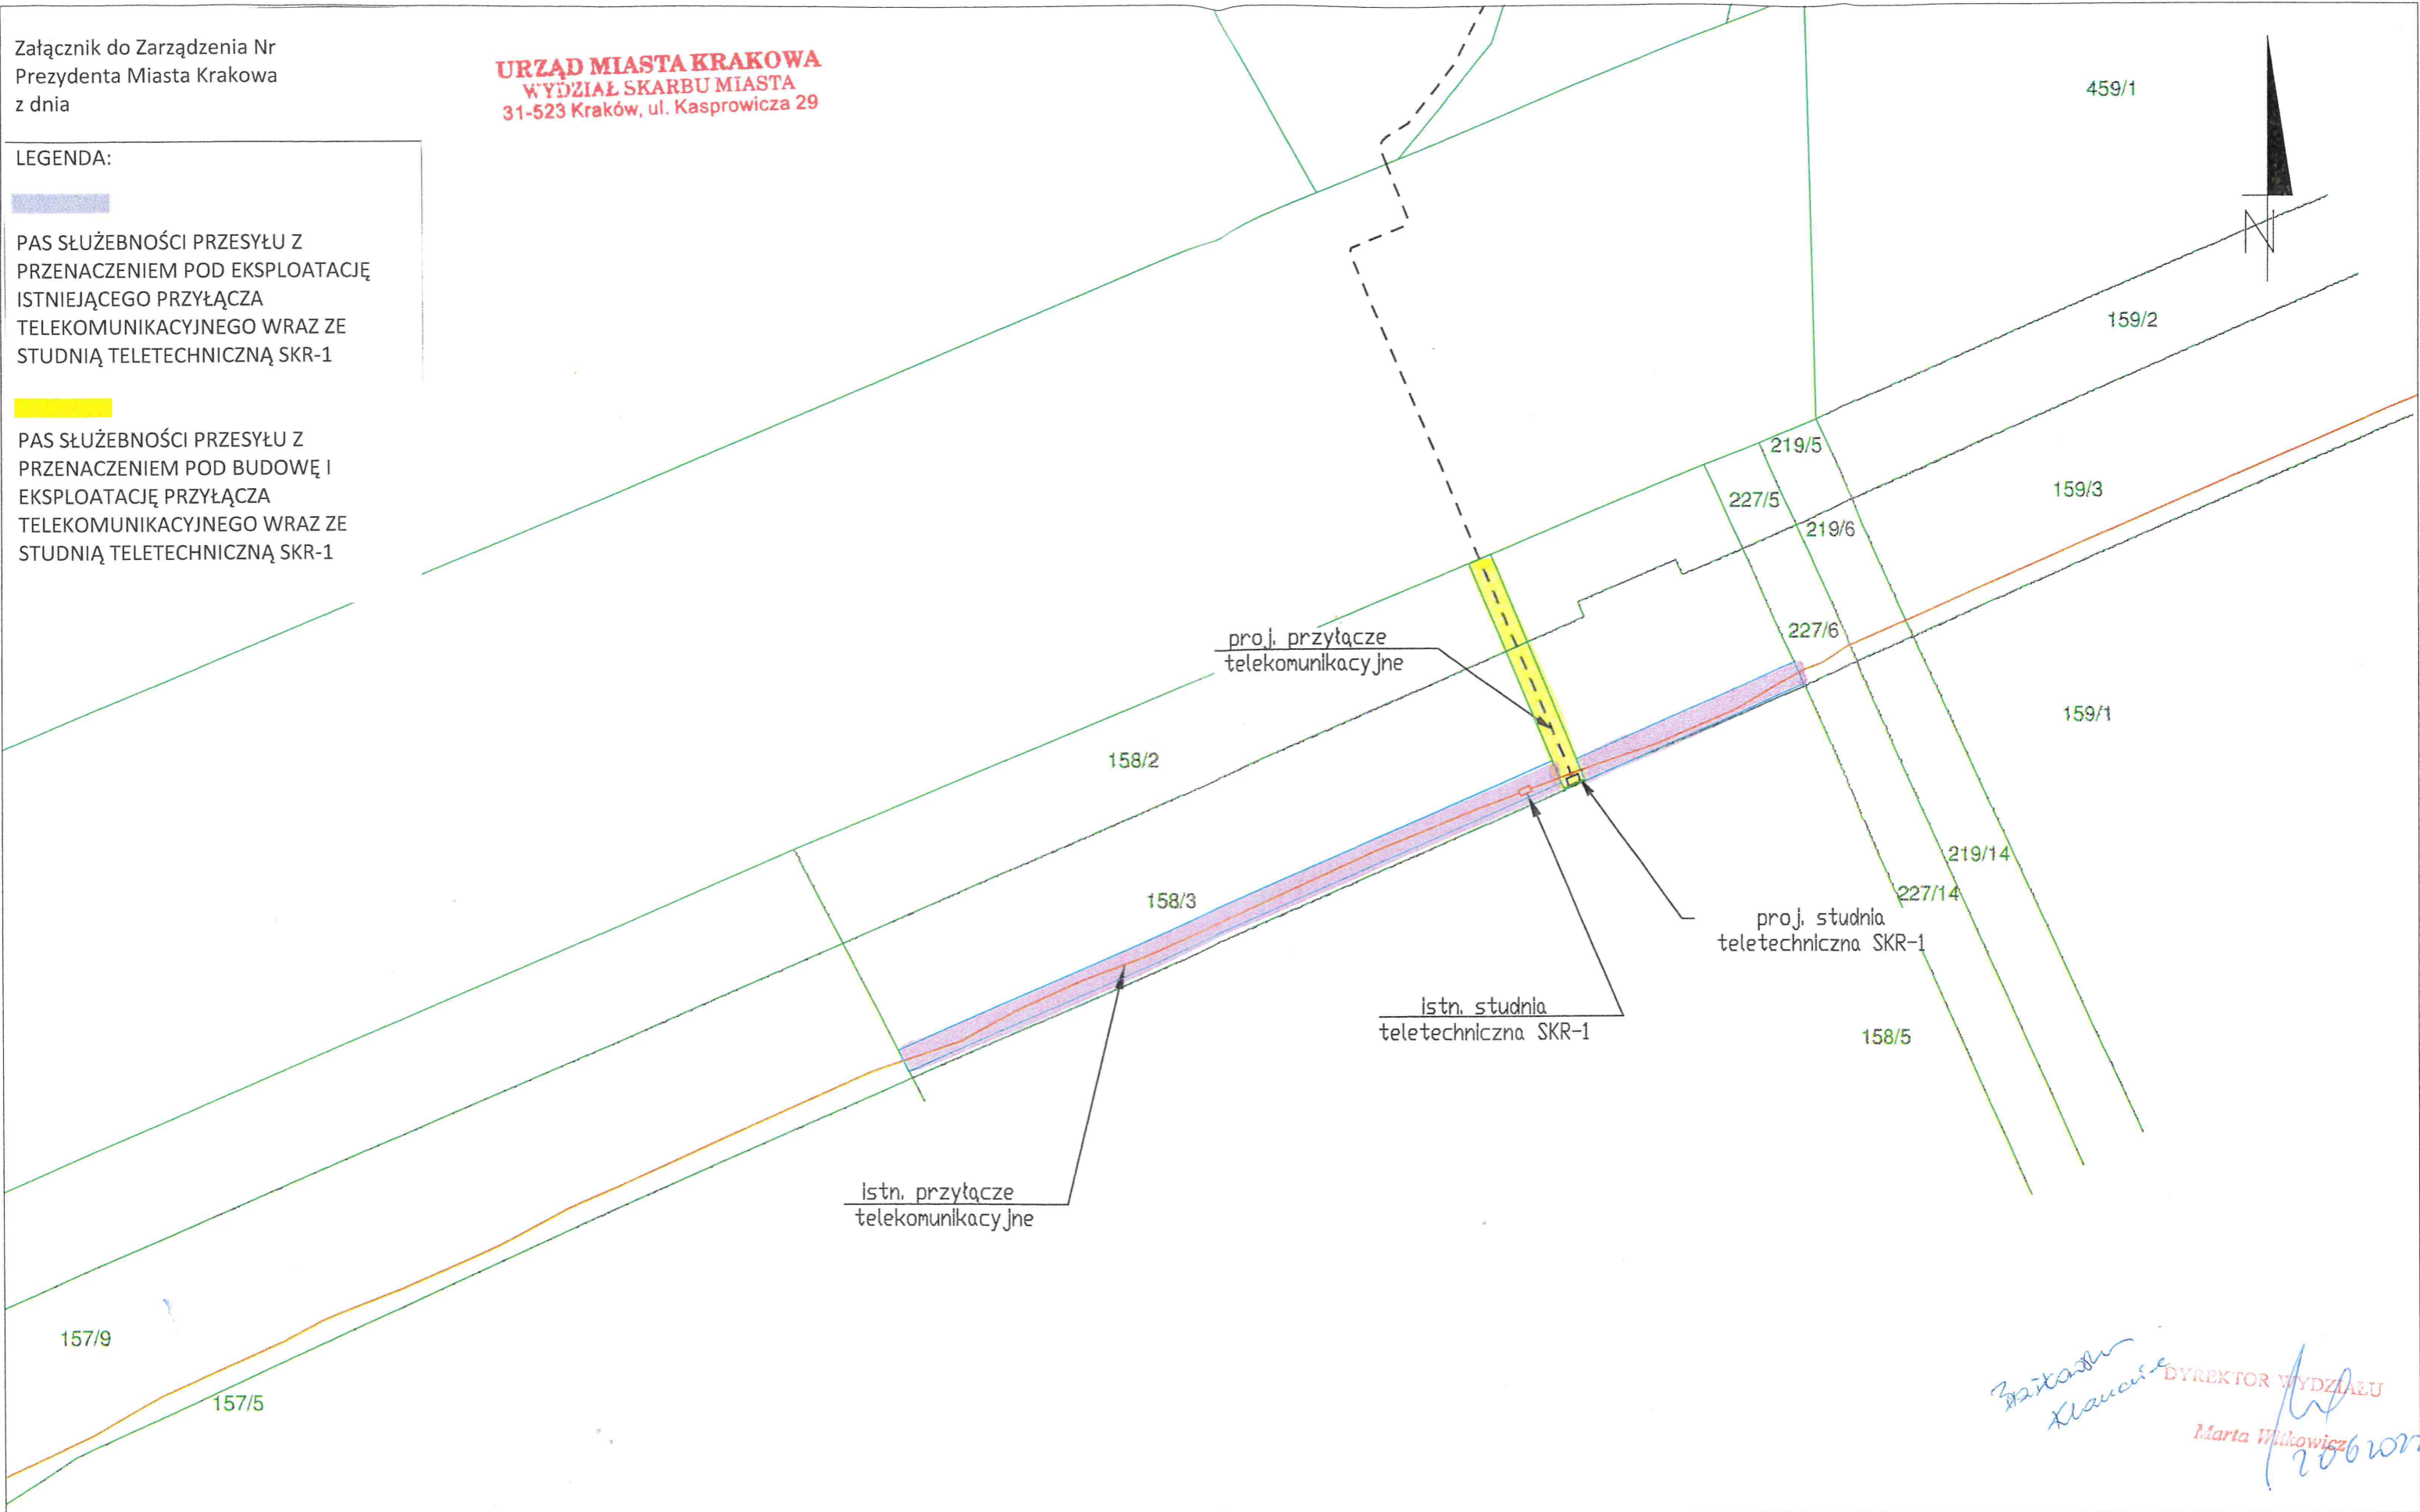 Załącznik do Zarządzenia Nr
Prezydenta Miasta Krakowa
z dnia
URZĄD MIASTA KRAKOWA
WYDZIAŁ SKARBU MIASTA
31-523 Kraków, ul. Kasprowicza 29
LEGENDA:
PAS SŁUŻEBNOŚCI PRZESYŁU Z
PRZENACZENIEM POD EKSPLOATACJĘ
ISTNIEJĄCEGO PRZYŁĄCZA
TELEKOMUNIKACYJNEGO WRAZ ZE
STUDNIĄ TELETECHNICZNĄ SKR-1
PAS SŁUŻEBNOŚCI PRZESYŁU Z
PRZENACZENIEM POD BUDOWĘ I
EKSPLOATACJĘ PRZYŁĄCZA
TELEKOMUNIKACYJNEGO WRAZ ZE
STUDNIĄ TELETECHNICZNĄ SKR-1
459/1
N
159/2
219/5
227/5
159/3
219/6
227/6
proj. przyłącze
telekomunikacyjne
159/1
158/2
158/3
219/14
227/14
proj. studnia
teletechniczna SKR-1
istn. studnia
teletechniczna SKR-1
158/5
istn. przyłącze
telekomunikacyjne
157/9
157/5
DYREKTOR WYDZIAŁU
Marta Witkowicz